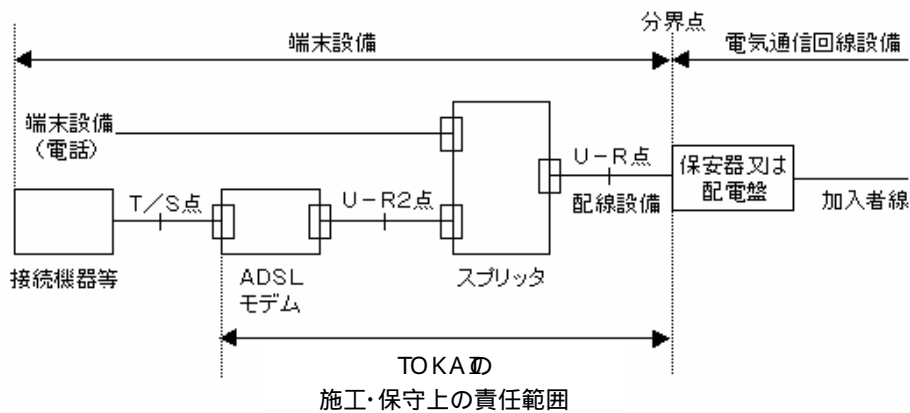 分界点
端末設備
電気通信回線設備
端末設備
（電話）
U－R点
保安器又は
配電盤
T／S点
U－R2点
配線設備
加入者線
接続機器等
ADSL
モデム
スプリッタ
TOKAIの
施工・保守上の責任範囲